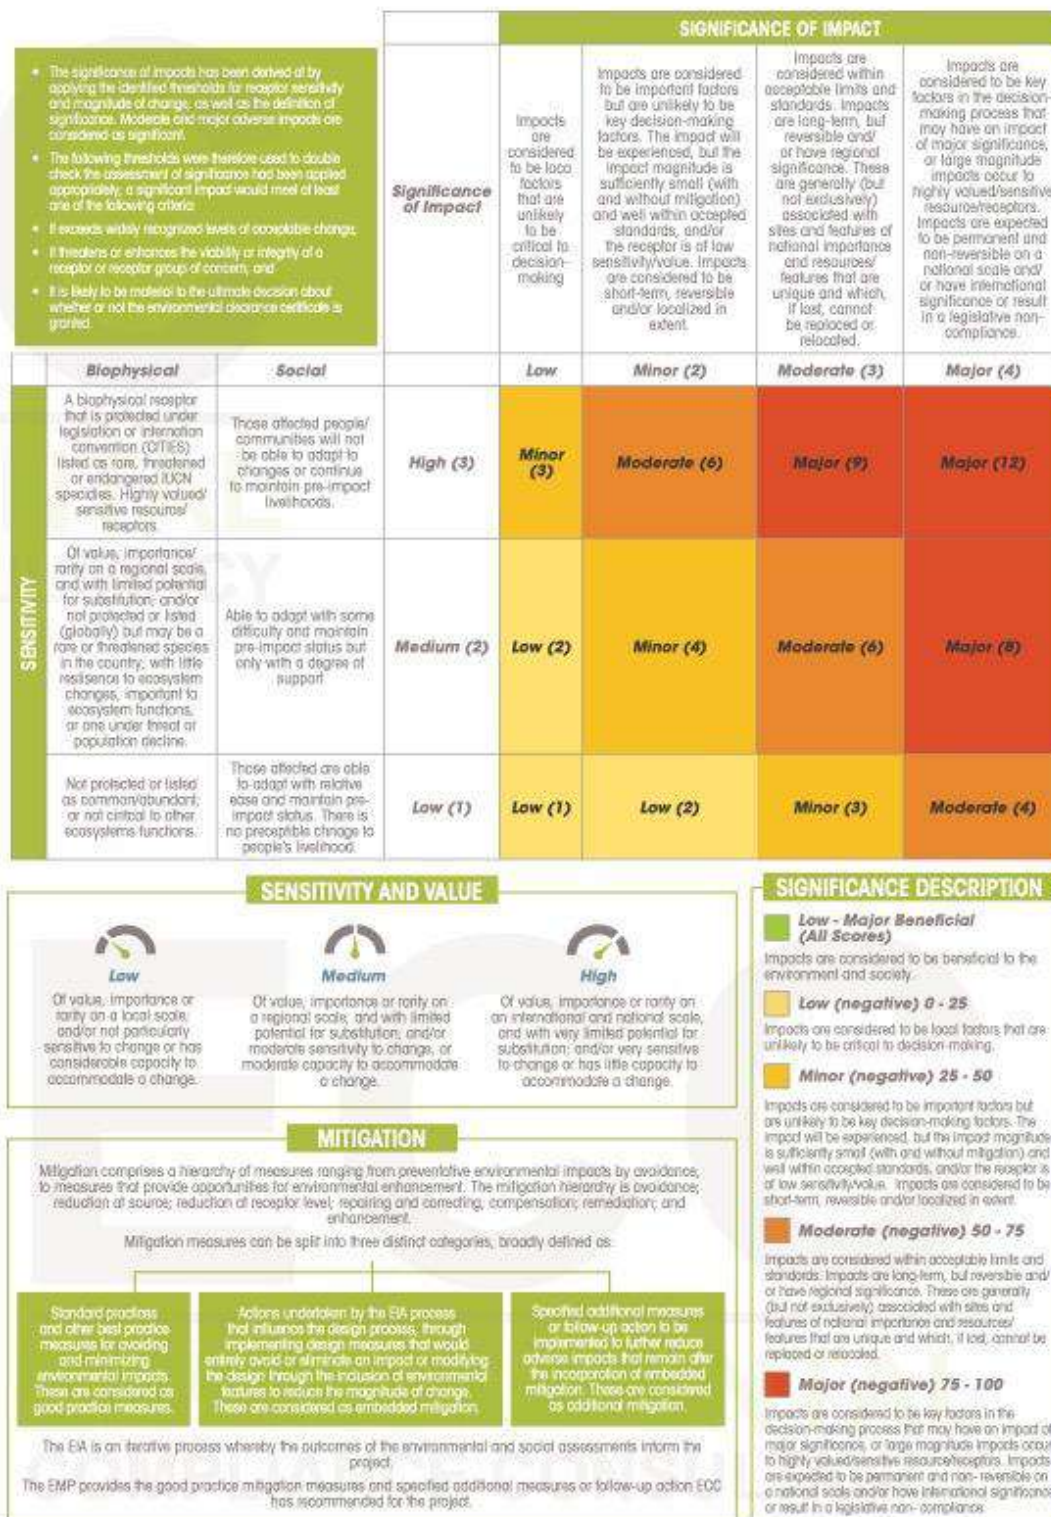 SIGNIFICANCE OF IMPACT
• The significance of impacts has been derived at by
applying the identified thresholds for receptor sensitivity
and magnitude of change, as well as the definition of
significance. Moderate and major adverse impacts are
considered as significant.
• The following thresholds were therefore used to double
check the assessment of significance had been applied
appropriately; a significant impact would meet at least
one of the following criteria:
• It exceeds widely recognized levels of acceptable change;
• It threatens or enhances the viability or integrity of a
receptor or receptor group of concern; and
• It is likely to be material to the ultimate decision about
whether or not the environmental clearance certificate is
granted.
Significance
of Impact
Impacts
are
considered
to be loca
factors
that are
unlikely
to be
critical to
decision-
making
Impacts are considered
to be important factors
but are unlikely to be
key decision-making
factors. The impact will
be experienced, but the
impact magnitude is
sufficiently small (with
and without mitigation)
and well within accepted
standards, and/or
the receptor is of low
sensitivity/value. Impacts
are considered to be
short-term, reversible
and/or localized in
extent.
Impacts are
considered within
acceptable limits and
standards. Impacts
are long-term, but
reversible and/
or have regional
significance. These
are generally (but
not exclusively)
associated with
sites and features of
national importance
and resources/
features that are
unique and which,
if lost, cannot
be replaced or
relocated.
Impacts are
considered to be key
factors in the decision-
making process that
may have an impact
of major significance,
or large magnitude
impacts occur to
highly valued/sensitive
resource/receptors.
Impacts are expected
to be permanent and
non-reversible on a
national scale and/
or have international
significance or result
in a legislative non-
compliance.
Biophysical
Social
Low
Minor (2)
Moderate (3)
Major (4)
SENSITIVITY
A biophysical receptor
that is protected under
legislation or internation
convention (CITIES)
listed as rare, threatened
or endangered IUCN
specidies. Highly valued/
sensitive resource/
receptors.
Those affected people/
communities will not
be able to adapt to
changes or continue
to maintain pre-impact
livelihoods.
High (3)
Minor
(3)
Moderate (6)
Major (9)
Major (12)
Of value, importance/
rarity on a regional scale,
and with limited potential
for substitution; and/or
not protected or listed
(globally) but may be a
rare or threatened species
in the country; with little
resilience to ecosystem
changes, important to
ecosystem functions,
or one under threat or
population decline.
Able to adapt with some
difficulty and maintain
pre-impact status but
only with a degree of
support
Medium (2)
Low (2)
Minor (4)
Moderate (6)
Major (8)
Not protected or listed
as common/abundant;
or not critical to other
ecosystems functions.
Those affected are able
to adapt with relative
ease and maintain pre-
impact status. There is
no preceptible chnage to
people's livelihood.
Low (1)
Low (1)
Low (2)
Minor (3)
Moderate (4)
SENSITIVITY AND VALUE
Low
Of value, importance or
rarity on a local scale;
and/or not particularly
sensitive to change or has
considerable capacity to
accommodate a change.
Medium
Of value, importance or rarity on
a regional scale, and with limited
potential for substitution; and/or
moderate sensitivity to change, or
moderate capacity to accommodate
a change.
High
Of value, importance or rarity on
an international and national scale,
and with very limited potential for
substitution; and/or very sensitive
to change or has little capacity to
accommodate a change.
MITIGATION
Mitigation comprises a hierarchy of measures ranging from preventative environmental impacts by avoidance,
to measures that provide opportunities for environmental enhancement. The mitigation hierarchy is avoidance;
reduction at source; reduction at receptor level; repairing and correcting; compensation; remediation; and
enhancement.
Mitigation measures can be split into three distinct categories, broadly defined as:
Standard practices
and other best practice
measures for avoiding
and minimizing
environmental impacts.
These are considered as
good practice measures.
Actions undertaken by the EIA process
that influence the design process, through
implementing design measures that would
entirely avoid or eliminate an impact or modifying
the design through the inclusion of environmental
features to reduce the magnitude of change.
These are considered as embedded mitigation.
Specified additional measures
or follow-up action to be
implemented to further reduce
adverse impacts that remain after
the incorporation of embedded
mitigation. These are considered
as additional mitigation.
The EIA is an iterative process whereby the outcomes of the environmental and social assessments inform the
project.
The EMP provides the good practice mitigation measures and specified additional measures or follow-up action ECC
has recommended for the project.
SIGNIFICANCE DESCRIPTION
Low - Major Beneficial
(All Scores)
Impacts are considered to be beneficial to the
environment and society.
Low (negative) 0 - 25
Impacts are considered to be local factors that are
unlikely to be critical to decision-making.
Minor (negative) 25 - 50
Impacts are considered to be important factors but
are unlikely to be key decision-making factors. The
impact will be experienced, but the impact magnitude
is sufficiently small (with and without mitigation) and
well within accepted standards, and/or the receptor is
of low sensitivity/value. Impacts are considered to be
short-term, reversible and/or localized in extent.
Moderate (negative) 50 - 75
Impacts are considered within acceptable limits and
standards. Impacts are long-term, but reversible and/
or have regional significance. These are generally
(but not exclusively) associated with sites and
features of national importance and resources/
features that are unique and which, if lost, cannot be
replaced or relocated.
Major (negative) 75 - 100
Impacts are considered to be key factors in the
decision-making process that may have an impact of
major significance, or large magnitude impacts occur
to highly valued/sensitive resource/receptors. Impacts
are expected to be permanent and non- reversible on
a national scale and/or have international significance
or result in a legislative non- compliance.